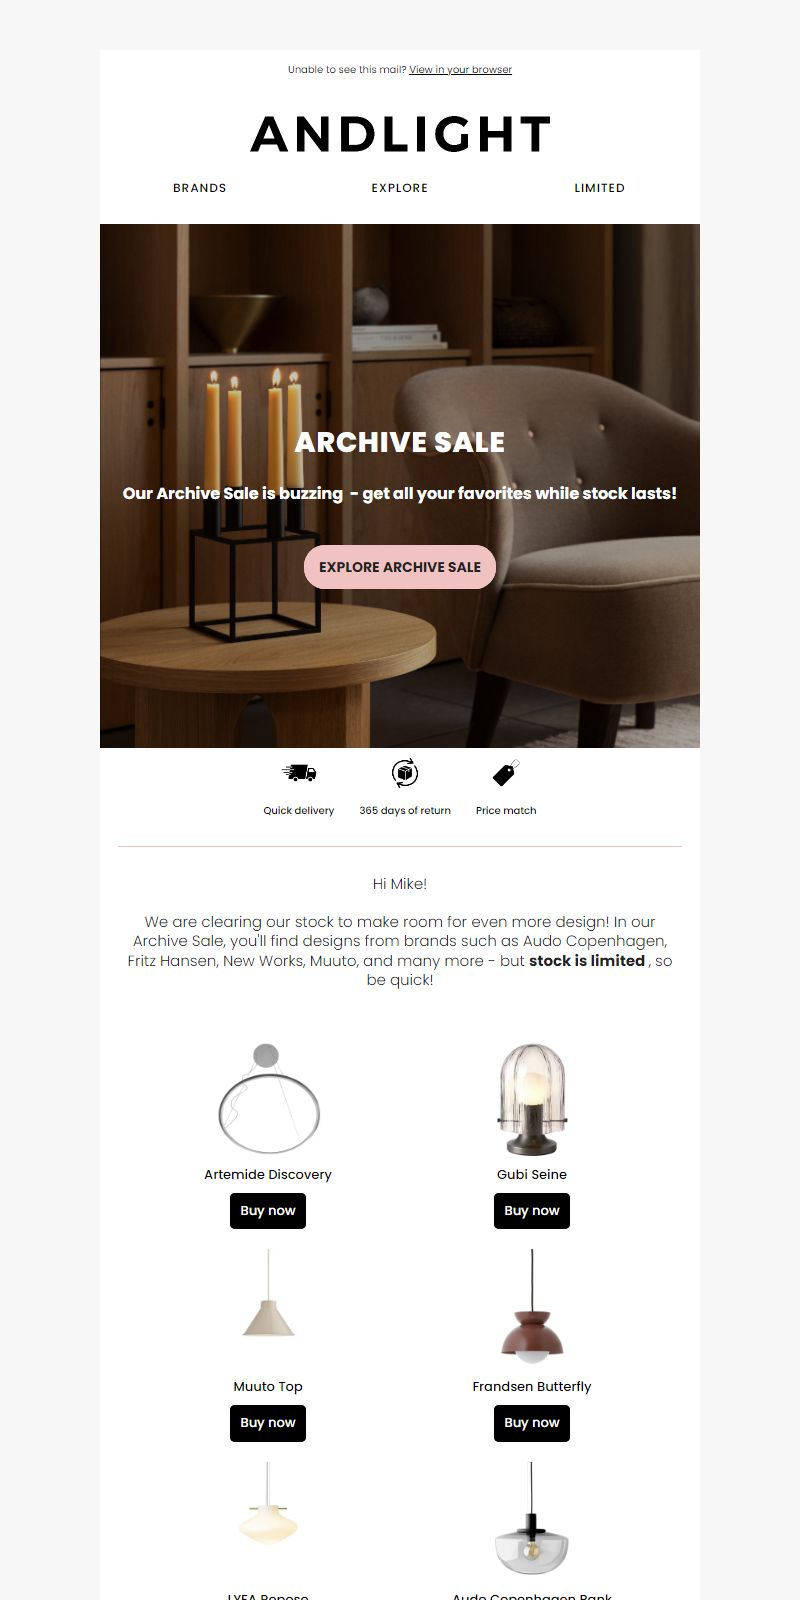 Unable to see this mail? View in your browser
ANDLIGHT
BRANDS EXPLORE LIMITED
ARCHIVE SALE
Our Archive Sale is buzzing - get all your favorites while stock lasts!
EXPLORE ARCHIVE SALE
Quick delivery 365 days of return Price match
Hi Mike!
We are clearing our stock to make room for even more design! In our
Archive Sale, you'll find designs from brands such as Audo Copenhagen,
Fritz Hansen, New Works, Muuto, and many more - but stock is limited , so
be quick!
Artemide Discovery Gubi Seine
Buy now Buy now
Muuto Top Frandsen Butterfly
Buy now Buy now
LYFA Repose Audo Copenhagen Bank